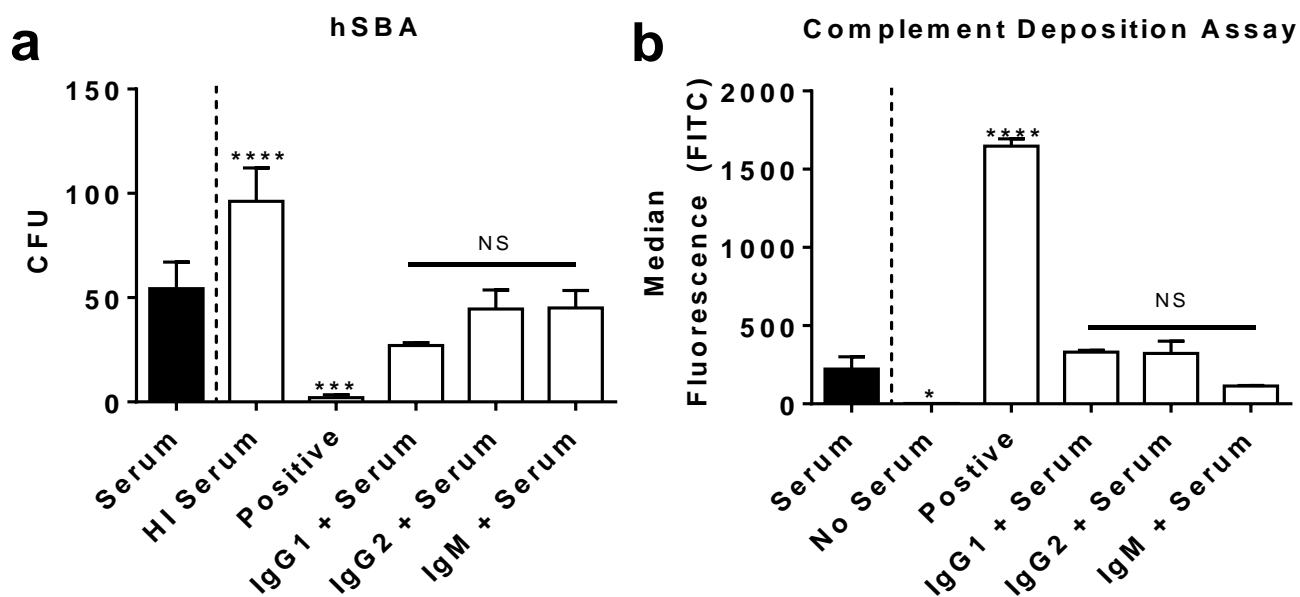 a
hSBA
CFU
150
100
50
0
****
***
NS
Serum
HI Serum
Positive
IgG1 + Serum
IgG2 + Serum
IgM + Serum
b
Complement Deposition Assay
Median
Fluorescence (FITC)
2000
1500
1000
500
0
*
****
NS
Serum
No Serum
Postive
IgG1 + Serum
IgG2 + Serum
IgM + Serum